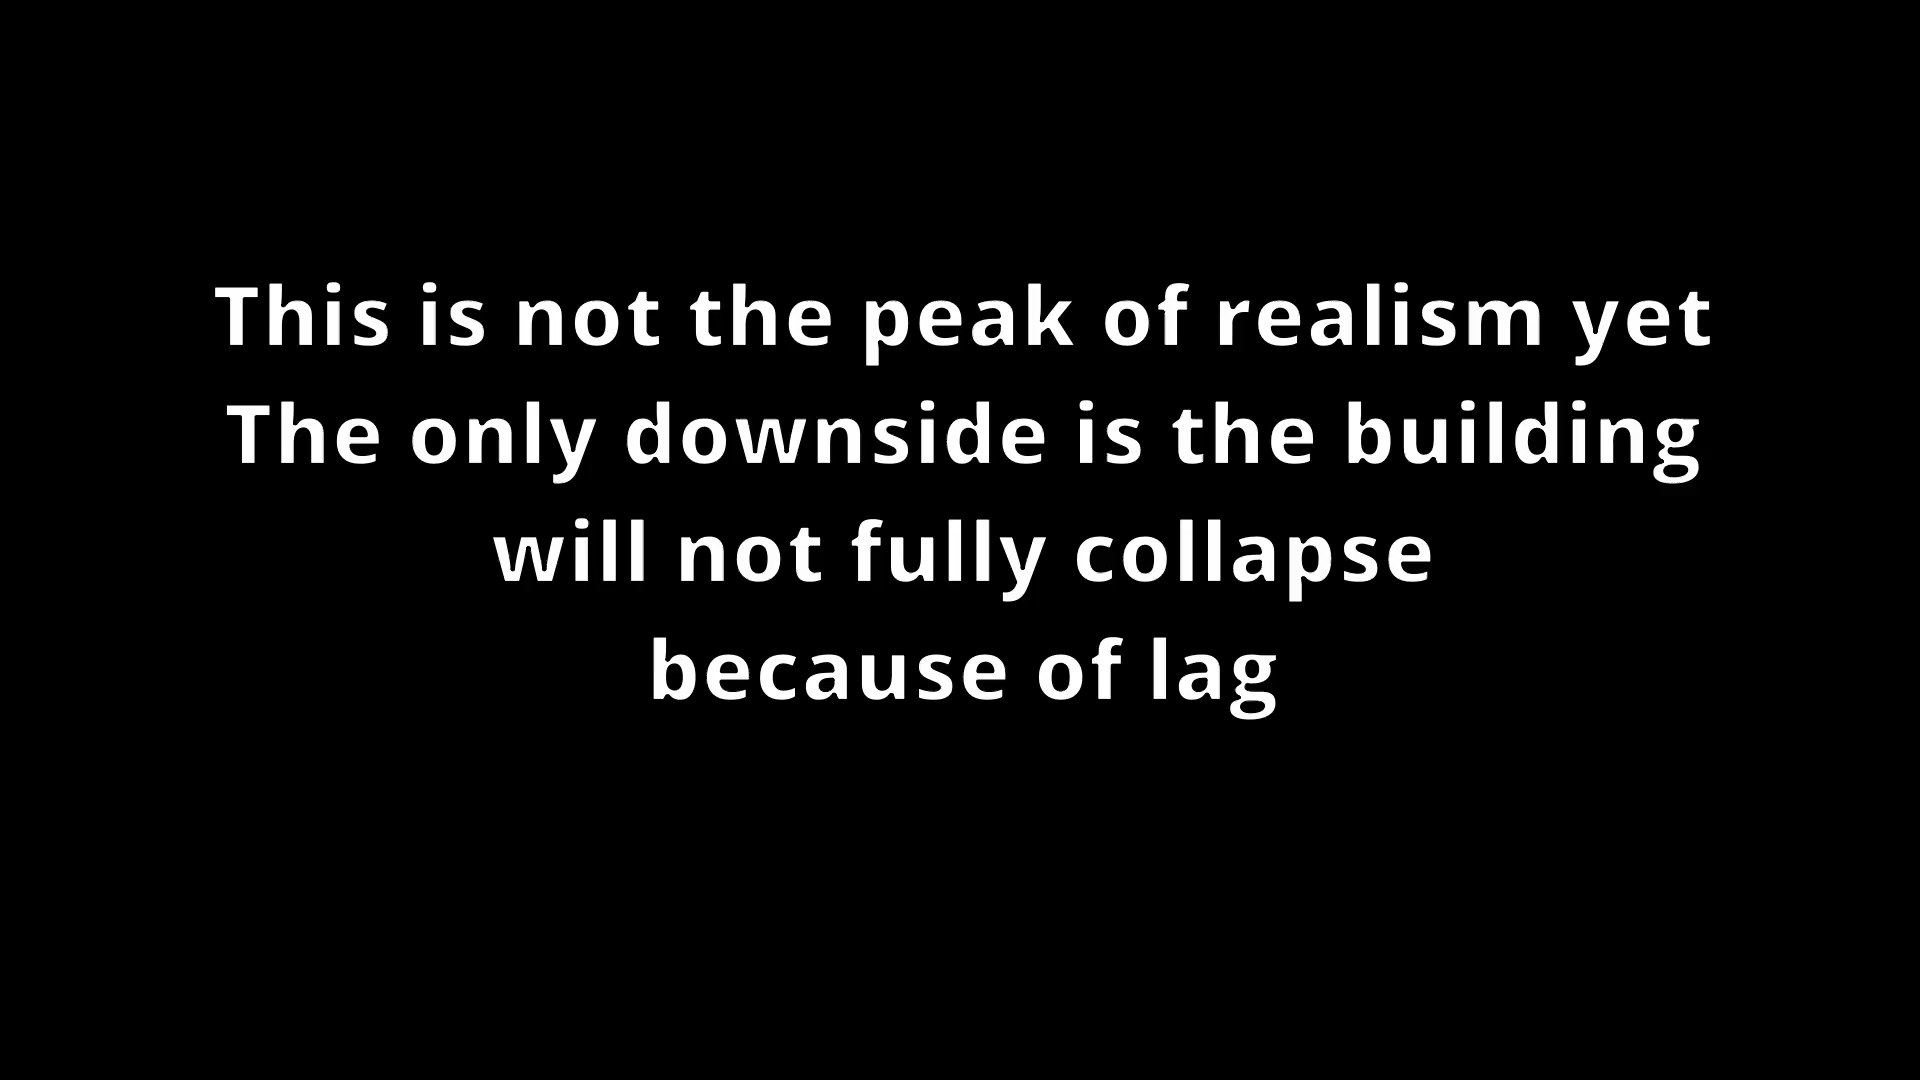 This is not the peak of realism yet
The only downside is the building
will not fully collapse
because of lag